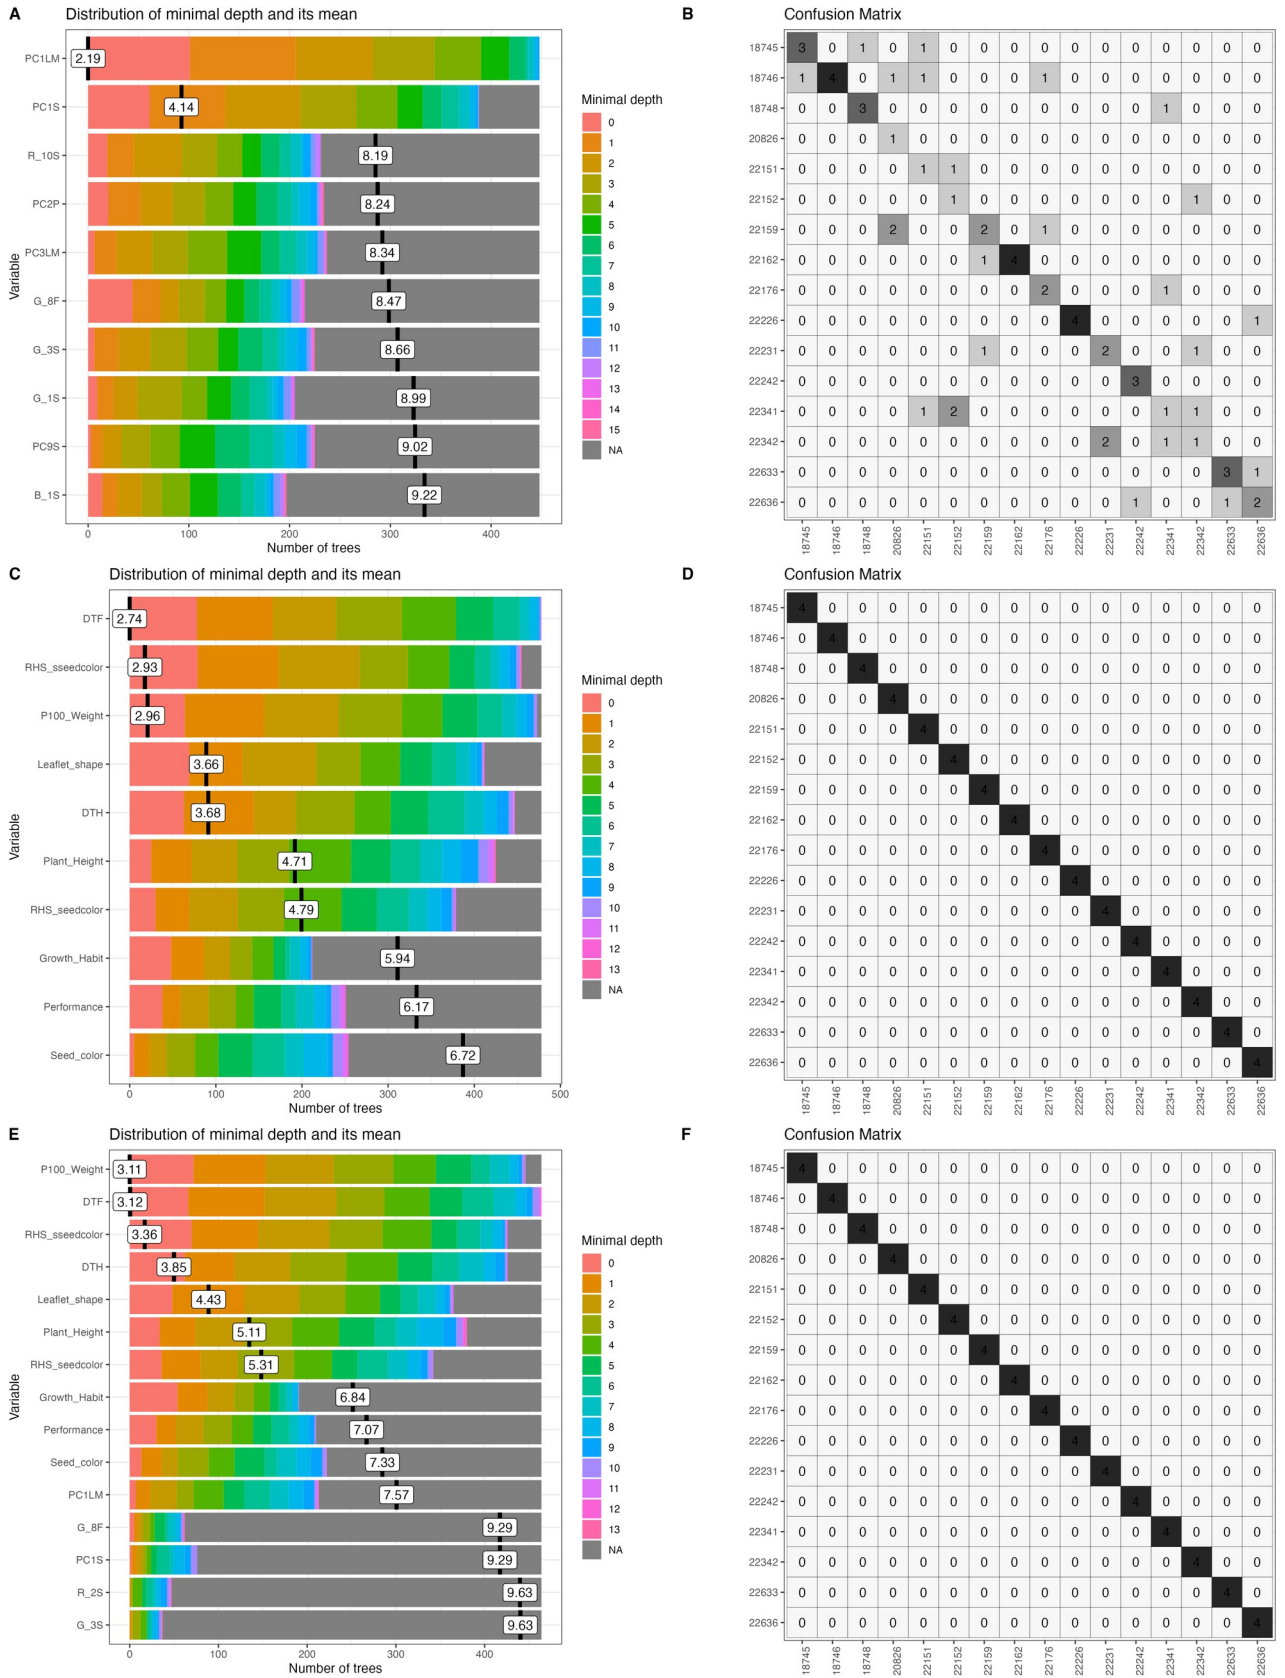 A Distribution of minimal depth and its mean
Variable
PC1LM 2.19
PC1S 4.14
R_10S 8.19
PC2P 8.24
PC3LM 8.34
G_8F 8.47
G_3S 8.66
G_1S 8.99
PC9S 9.02
B_1S 9.22
0 100 200 300 400
Number of trees
Minimal depth
0
1
2
3
4
5
6
7
8
9
10
11
12
13
14
15
NA
B Confusion Matrix
18745 3 0 1 0 1 0 0 0 0 0 0 0 0 0 0 0
18746 1 4 0 1 1 0 0 0 1 0 0 0 0 0 0 0
18748 0 0 3 0 0 0 0 0 0 0 0 0 1 0 0 0
20826 0 0 0 1 0 0 0 0 0 0 0 0 0 0 0 0
22151 0 0 0 0 1 1 0 0 0 0 0 0 0 0 0 0
22152 0 0 0 0 0 1 0 0 0 0 0 0 0 1 0 0
22159 0 0 0 2 0 0 2 0 1 0 0 0 0 0 0 0
22162 0 0 0 0 0 0 1 4 0 0 0 0 0 0 0 0
22176 0 0 0 0 0 0 0 0 2 0 0 0 1 0 0 0
22226 0 0 0 0 0 0 0 0 0 4 0 0 0 0 0 1
22231 0 0 0 0 0 0 1 0 0 0 2 0 0 1 0 0
22242 0 0 0 0 0 0 0 0 0 0 0 3 0 0 0 0
22341 0 0 0 0 1 2 0 0 0 0 0 0 1 1 0 0
22342 0 0 0 0 0 0 0 0 0 0 2 0 1 1 0 0
22633 0 0 0 0 0 0 0 0 0 0 0 0 0 0 3 1
22636 0 0 0 0 0 0 0 0 0 0 0 1 0 0 1 2
18745 18746 18748 20826 22151 22152 22159 22162 22176 22226 22231 22242 22341 22342 22633 22636
C Distribution of minimal depth and its mean
Variable
DTF 2.74
RHS_sseedcolor 2.93
P100_Weight 2.96
Leaflet_shape 3.66
DTH 3.68
Plant_Height 4.71
RHS_seedcolor 4.79
Growth_Habit 5.94
Performance 6.17
Seed_color 6.72
0 100 200 300 400 500
Number of trees
Minimal depth
0
1
2
3
4
5
6
7
8
9
10
11
12
13
NA
D Confusion Matrix
18745 4 0 0 0 0 0 0 0 0 0 0 0 0 0 0 0
18746 0 4 0 0 0 0 0 0 0 0 0 0 0 0 0 0
18748 0 0 4 0 0 0 0 0 0 0 0 0 0 0 0 0
20826 0 0 0 4 0 0 0 0 0 0 0 0 0 0 0 0
22151 0 0 0 0 4 0 0 0 0 0 0 0 0 0 0 0
22152 0 0 0 0 0 4 0 0 0 0 0 0 0 0 0 0
22159 0 0 0 0 0 0 4 0 0 0 0 0 0 0 0 0
22162 0 0 0 0 0 0 0 4 0 0 0 0 0 0 0 0
22176 0 0 0 0 0 0 0 0 4 0 0 0 0 0 0 0
22226 0 0 0 0 0 0 0 0 0 4 0 0 0 0 0 0
22231 0 0 0 0 0 0 0 0 0 0 4 0 0 0 0 0
22242 0 0 0 0 0 0 0 0 0 0 0 4 0 0 0 0
22341 0 0 0 0 0 0 0 0 0 0 0 0 4 0 0 0
22342 0 0 0 0 0 0 0 0 0 0 0 0 0 4 0 0
22633 0 0 0 0 0 0 0 0 0 0 0 0 0 0 4 0
22636 0 0 0 0 0 0 0 0 0 0 0 0 0 0 0 4
18745 18746 18748 20826 22151 22152 22159 22162 22176 22226 22231 22242 22341 22342 22633 22636
E Distribution of minimal depth and its mean
Variable
P100_Weight 3.11
DTF 3.12
RHS_sseedcolor 3.36
DTH 3.85
Leaflet_shape 4.43
Plant_Height 5.11
RHS_seedcolor 5.31
Growth_Habit 6.84
Performance 7.07
Seed_color 7.33
PC1LM 7.57
G_8F 9.29
PC1S 9.29
R_2S 9.63
G_3S 9.63
0 100 200 300 400
Number of trees
Minimal depth
0
1
2
3
4
5
6
7
8
9
10
11
12
13
NA
F Confusion Matrix
18745 4 0 0 0 0 0 0 0 0 0 0 0 0 0 0 0
18746 0 4 0 0 0 0 0 0 0 0 0 0 0 0 0 0
18748 0 0 4 0 0 0 0 0 0 0 0 0 0 0 0 0
20826 0 0 0 4 0 0 0 0 0 0 0 0 0 0 0 0
22151 0 0 0 0 4 0 0 0 0 0 0 0 0 0 0 0
22152 0 0 0 0 0 4 0 0 0 0 0 0 0 0 0 0
22159 0 0 0 0 0 0 4 0 0 0 0 0 0 0 0 0
22162 0 0 0 0 0 0 0 4 0 0 0 0 0 0 0 0
22176 0 0 0 0 0 0 0 0 4 0 0 0 0 0 0 0
22226 0 0 0 0 0 0 0 0 0 4 0 0 0 0 0 0
22231 0 0 0 0 0 0 0 0 0 0 4 0 0 0 0 0
22242 0 0 0 0 0 0 0 0 0 0 0 4 0 0 0 0
22341 0 0 0 0 0 0 0 0 0 0 0 0 4 0 0 0
22342 0 0 0 0 0 0 0 0 0 0 0 0 0 4 0 0
22633 0 0 0 0 0 0 0 0 0 0 0 0 0 0 4 0
22636 0 0 0 0 0 0 0 0 0 0 0 0 0 0 0 4
18745 18746 18748 20826 22151 22152 22159 22162 22176 22226 22231 22242 22341 22342 22633 22636